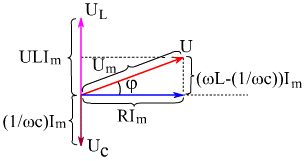 U_L
ULI_m
U_m
U
φ
(ωL-(1/ωc))I_m
RI_m
(1/ωc)I_m
U_c